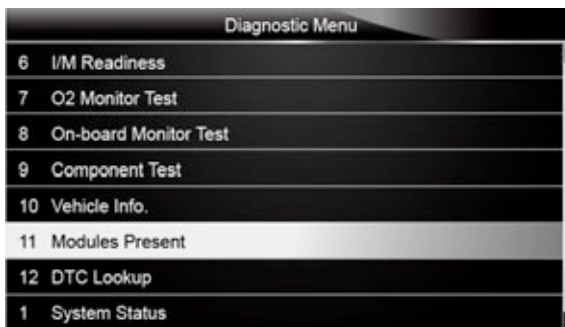 Diagnostic Menu
6 I/M Readiness
7 O2 Monitor Test
8 On-board Monitor Test
9 Component Test
10 Vehicle Info.
11 Modules Present
12 DTC Lookup
1 System Status